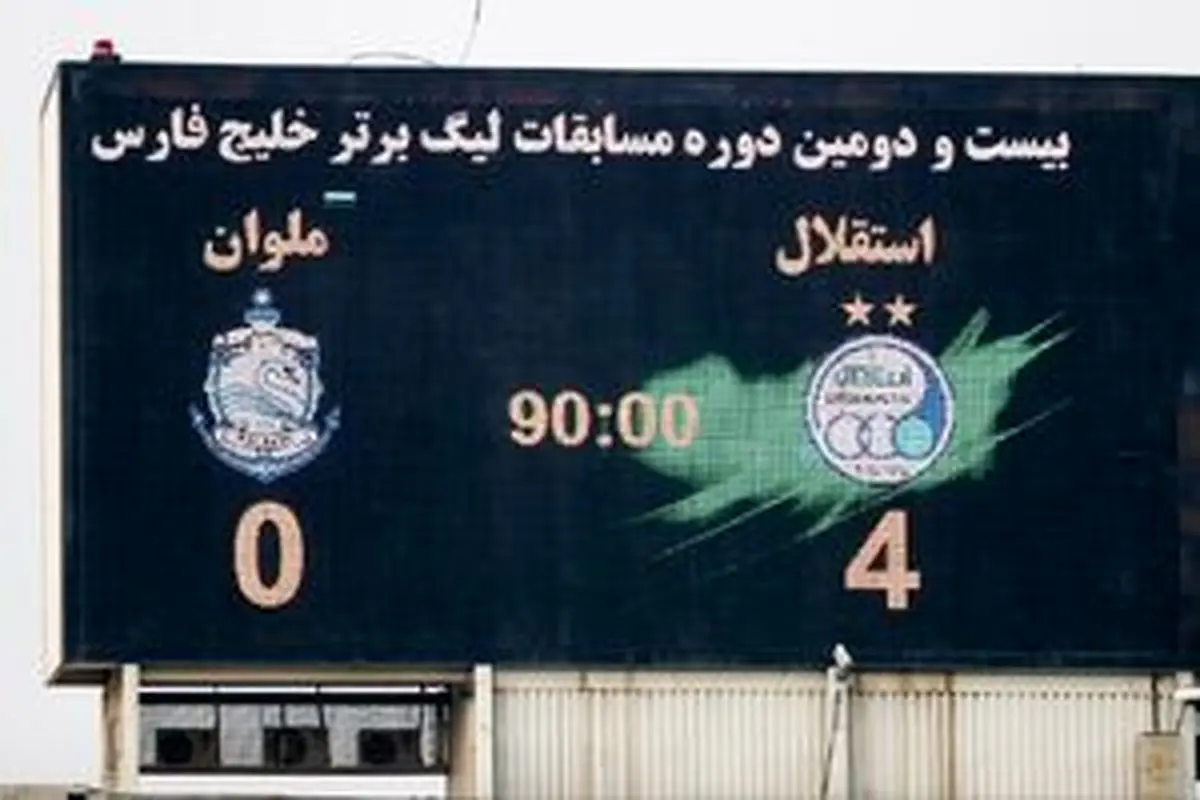 بیست و دومین دوره مسابقات لیگ برتر خلیج فارس
استقلال
ملوان
90:00
4
0